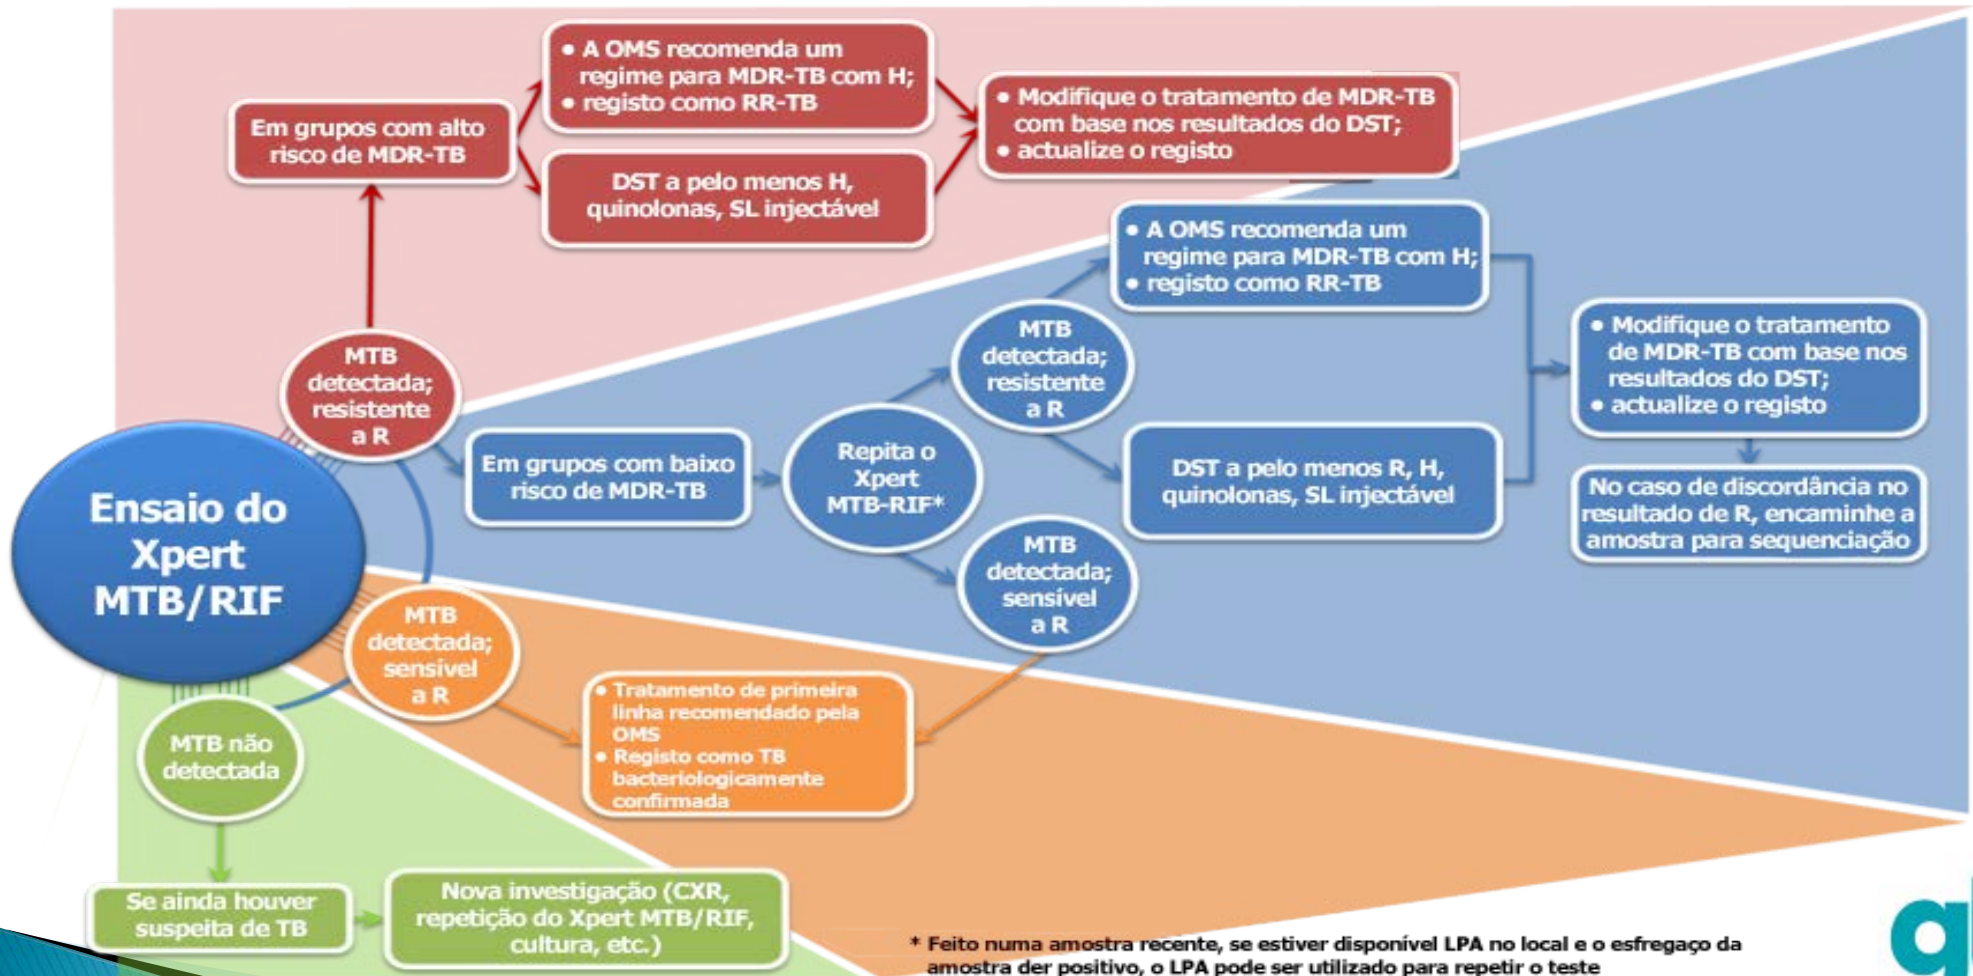 Ensaio do
Xpert
MTB/RIF
MTB
detectada;
resistente
a R
Em grupos com alto
risco de MDR-TB
• A OMS recomenda um
regime para MDR-TB com H;
• registo como RR-TB
DST a pelo menos H,
quinolonas, SL injectável
• Modifique o tratamento de MDR-TB
com base nos resultados do DST;
• actualize o registo
Em grupos com baixo
risco de MDR-TB
Repita o
Xpert
MTB-RIF*
MTB
detectada;
resistente
a R
• A OMS recomenda um
regime para MDR-TB com H;
• registo como RR-TB
DST a pelo menos R, H,
quinolonas, SL injectável
• Modifique o tratamento
de MDR-TB com base nos
resultados do DST;
• actualize o registo
No caso de discordância no
resultado de R, encaminhe a
amostra para sequenciação
MTB
detectada;
sensível
a R
MTB
detectada;
sensível
a R
• Tratamento de primeira
linha recomendado pela
OMS
• Registo como TB
bacteriologicamente
confirmada
MTB não
detectada
Se ainda houver
suspeita de TB
Nova investigação (CXR,
repetição do Xpert MTB/RIF,
cultura, etc.)
* Feito numa amostra recente, se estiver disponível LPA no local e o esfregaço da
amostra der positivo, o LPA pode ser utilizado para repetir o teste